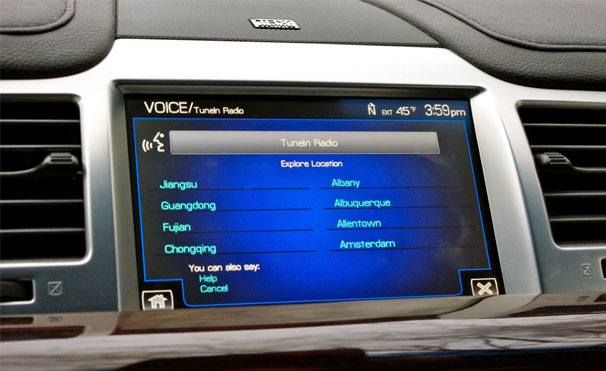 VOICE/TuneIn Radio
N EXT 45°F 3:59pm
TuneIn Radio
Explore Location
Jiangsu
Guangdong
Fujian
Chongqing
Albany
Albuquerque
Allentown
Amsterdam
You can also say:
Help
Cancel